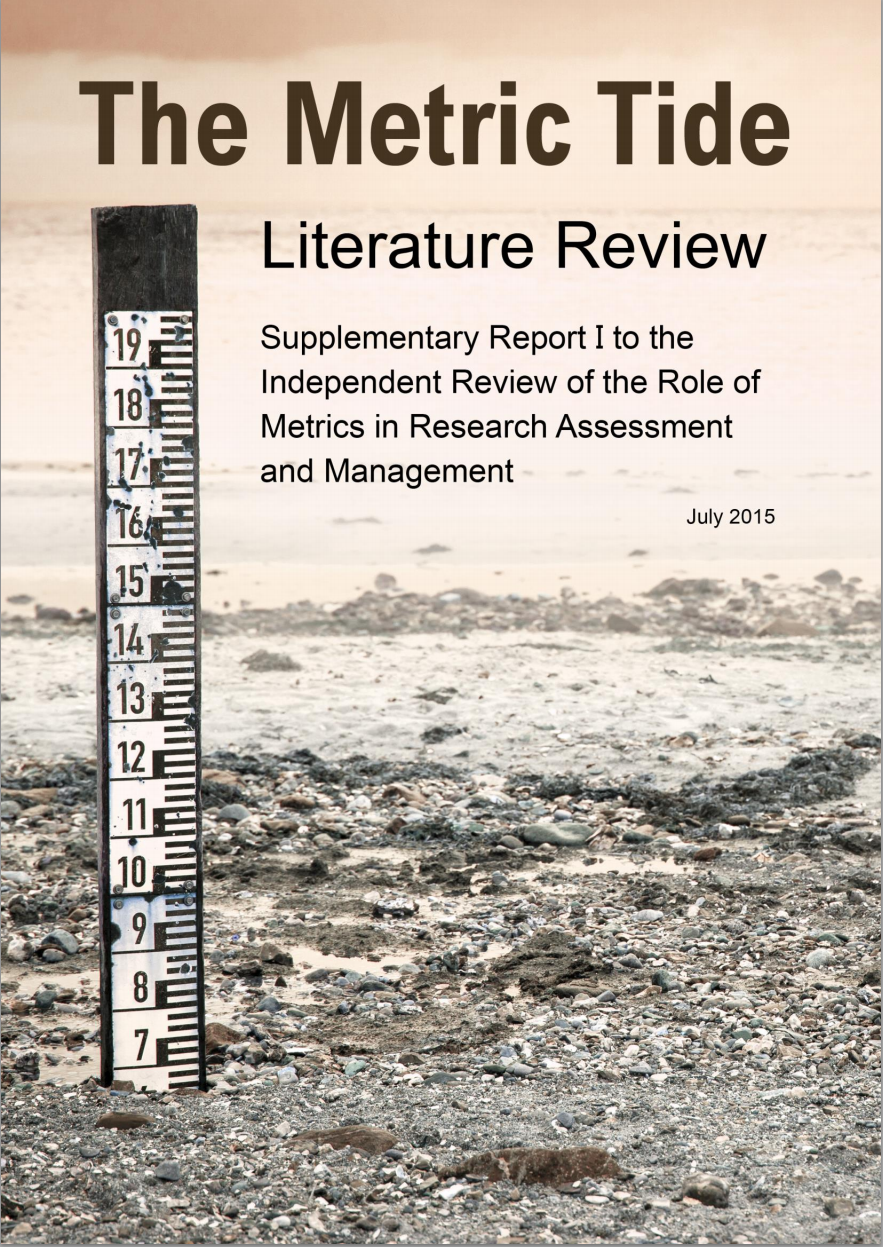 The Metric Tide
Literature Review
Supplementary Report I to the
Independent Review of the Role of
Metrics in Research Assessment
and Management
July 2015
19
18
17
16
15
14
13
12
11
10
9
8
7